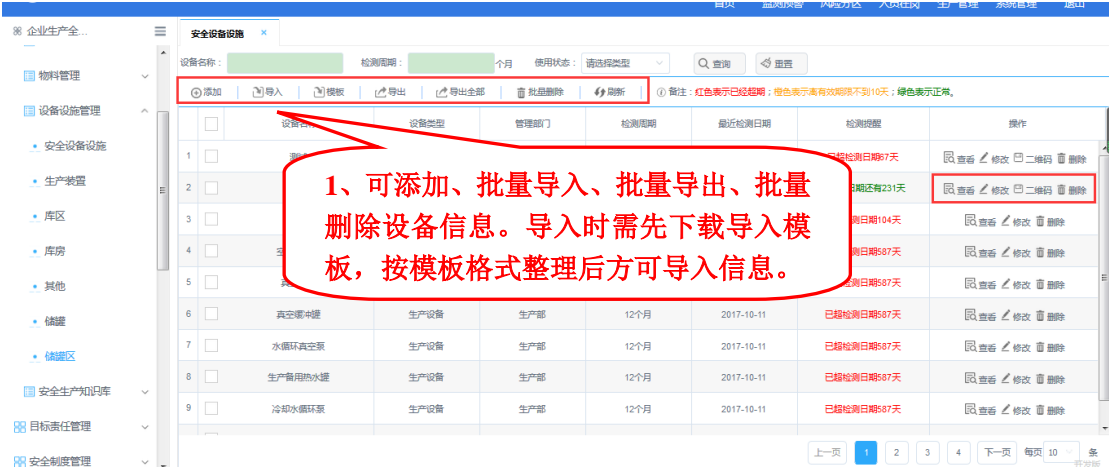 首页 监测预警 风险分区 人员在岗 生产管理 系统管理 退出
企业生产全...
安全设备设施 ×
设备名称： 检测周期： 个月 使用状态： 请选择类型 查询 重置
物料管理
添加 导入 模板 导出 导出全部 批量删除 刷新 备注：红色表示已经超期；橙色表示离有效期限不到10天；绿色表示正常。
设备设施管理
设备名称 设备类型 管理部门 检测周期 最近检测日期 检测提醒 操作
安全设备设施
1 已超检测日期67天 查看 修改 二维码 删除
生产装置
2 日期还有231天 查看 修改 二维码 删除
1、可添加、批量导入、批量导出、批量
删除设备信息。导入时需先下载导入模
板，按模板格式整理后方可导入信息。
库区
3 测日期104天 查看 修改 删除
库房
4 测日期587天 查看 修改 删除
其他
5 测日期587天 查看 修改 删除
储罐
6 真空缓冲罐 生产设备 生产部 12个月 2017-10-11 已超检测日期587天 查看 修改 删除
储罐区
7 水循环真空泵 生产设备 生产部 12个月 2017-10-11 已超检测日期587天 查看 修改 删除
8 生产备用热水罐 生产设备 生产部 12个月 2017-10-11 已超检测日期587天 查看 修改 删除
安全生产知识库
9 冷却水循环泵 生产设备 生产部 12个月 2017-10-11 已超检测日期587天 查看 修改 删除
目标责任管理
上一页 1 2 3 4 下一页 每页 10 条
安全制度管理
开发版